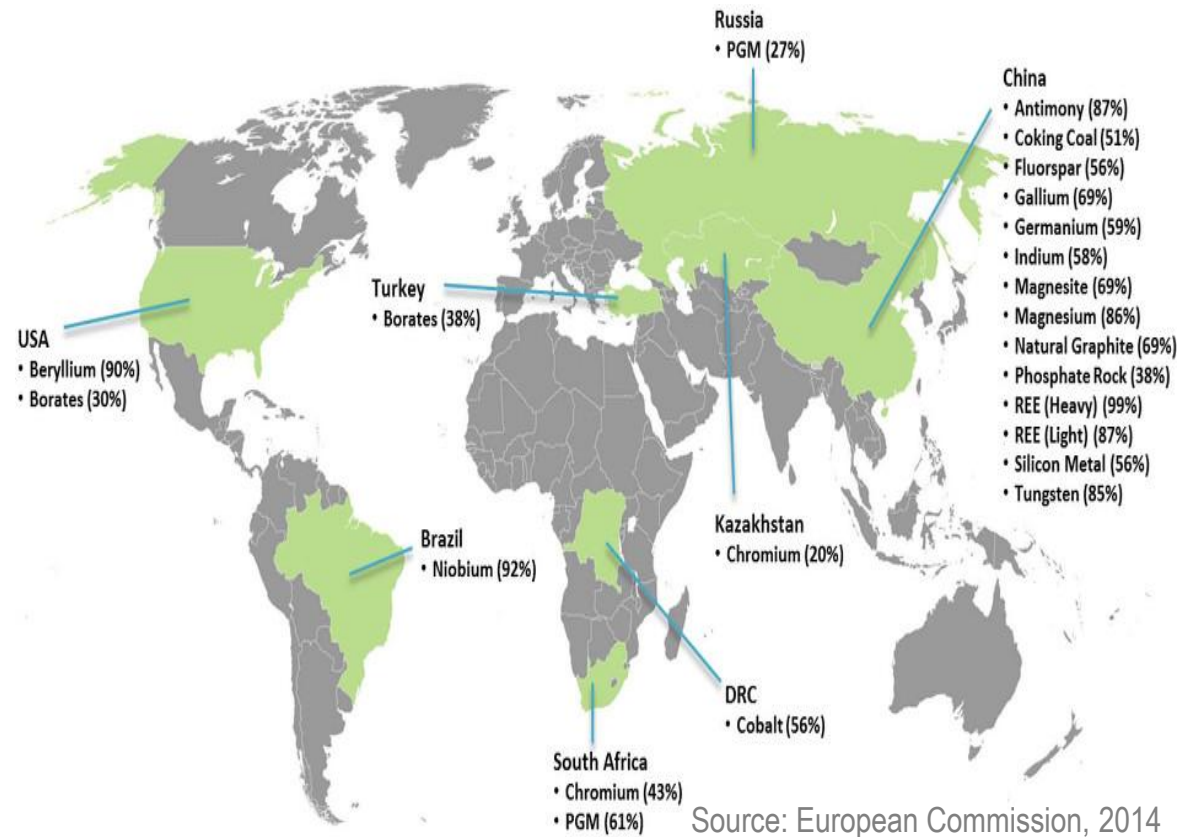 Russia
• PGM (27%)
China
• Antimony (87%)
• Coking Coal (51%)
• Fluorspar (56%)
• Gallium (69%)
• Germanium (59%)
• Indium (58%)
• Magnesite (69%)
• Magnesium (86%)
• Natural Graphite (69%)
• Phosphate Rock (38%)
• REE (Heavy) (99%)
• REE (Light) (87%)
• Silicon Metal (56%)
• Tungsten (85%)
Turkey
• Borates (38%)
USA
• Beryllium (90%)
• Borates (30%)
Kazakhstan
• Chromium (20%)
Brazil
• Niobium (92%)
DRC
• Cobalt (56%)
South Africa
• Chromium (43%)
• PGM (61%)
Source: European Commission, 2014